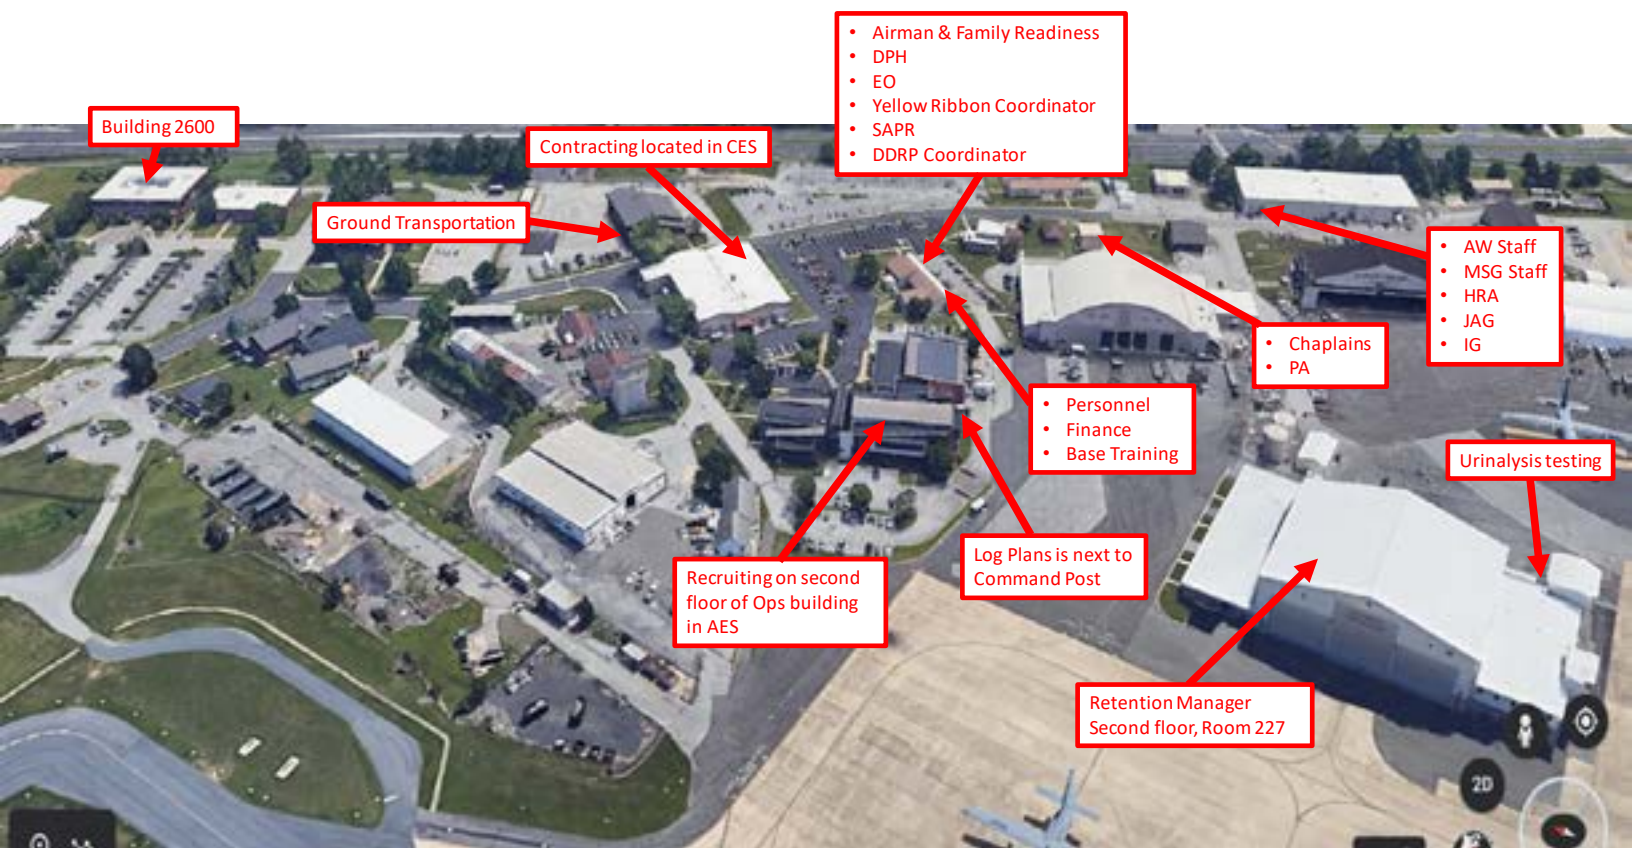 • Airman & Family Readiness
• DPH
• EO
• Yellow Ribbon Coordinator
• SAPR
• DDRP Coordinator
Building 2600
Contracting located in CES
Ground Transportation
• AW Staff
• MSG Staff
• HRA
• JAG
• IG
• Chaplains
• PA
• Personnel
• Finance
• Base Training
Urinalysis testing
Log Plans is next to
Command Post
Recruiting on second
floor of Ops building
in AES
Retention Manager
Second floor, Room 227
2D